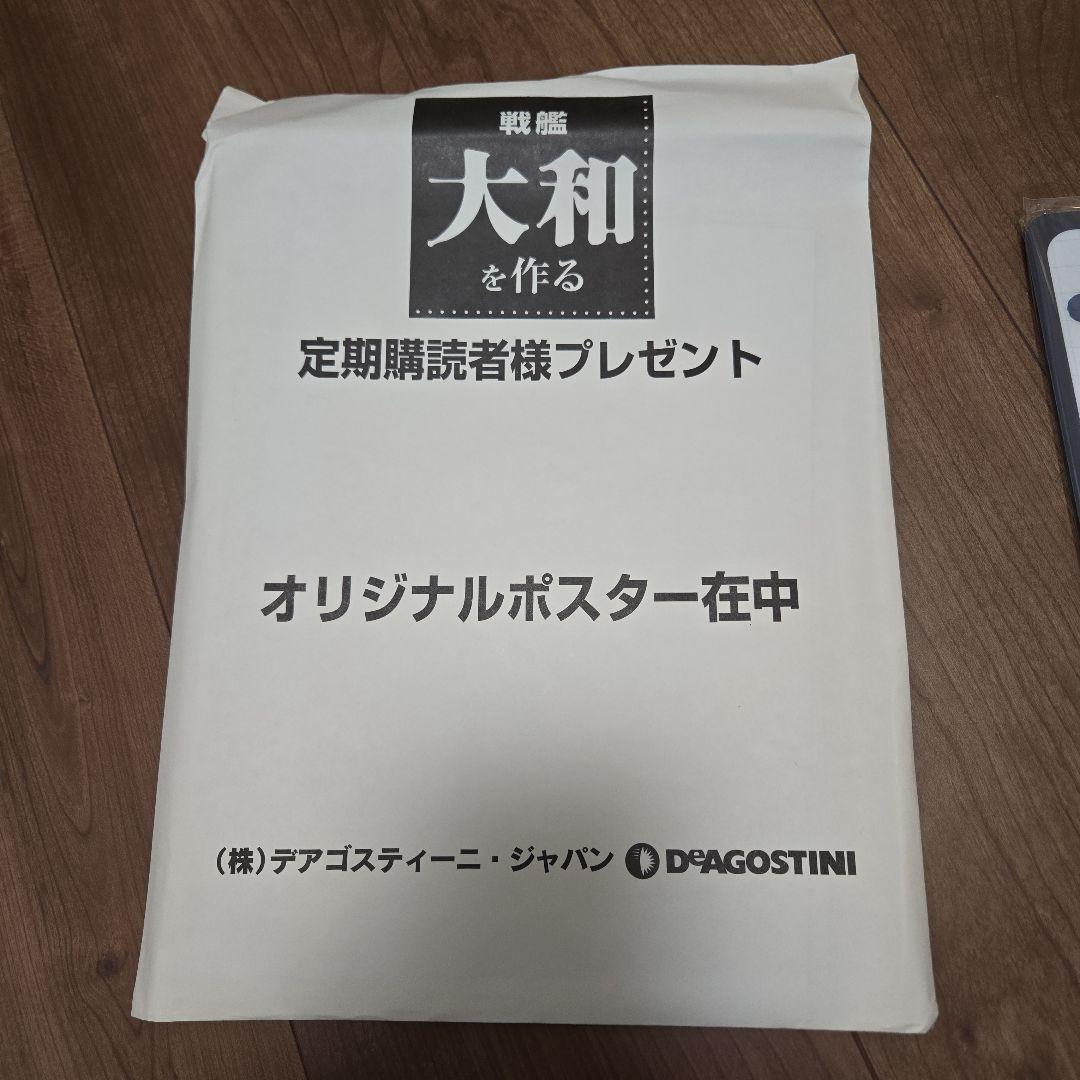 戦艦
大和
を作る
定期購読者様プレゼント
オリジナルポスター在中
(株)デアゴスティーニ・ジャパン DeAGOSTINI